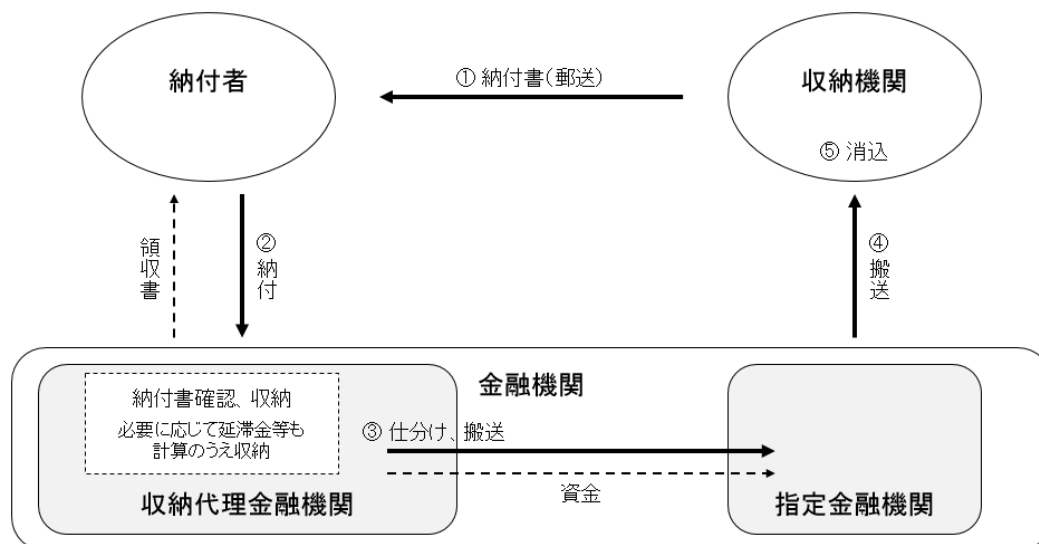 納付者
① 納付書(郵送)
収納機関
⑤ 消込
領収書
② 納付
④ 搬送
金融機関
納付書確認、収納
必要に応じて延滞金等も
計算のうえ収納
③ 仕分け、搬送
資金
収納代理金融機関
指定金融機関